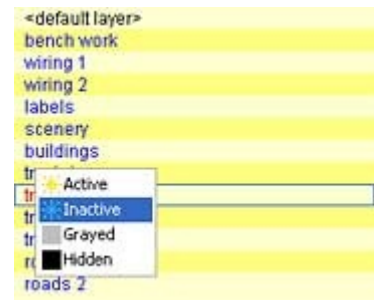 <default layer>
bench work
wiring 1
wiring 2
labels
scenery
buildings
Active
Inactive
Grayed
Hidden
roads 2